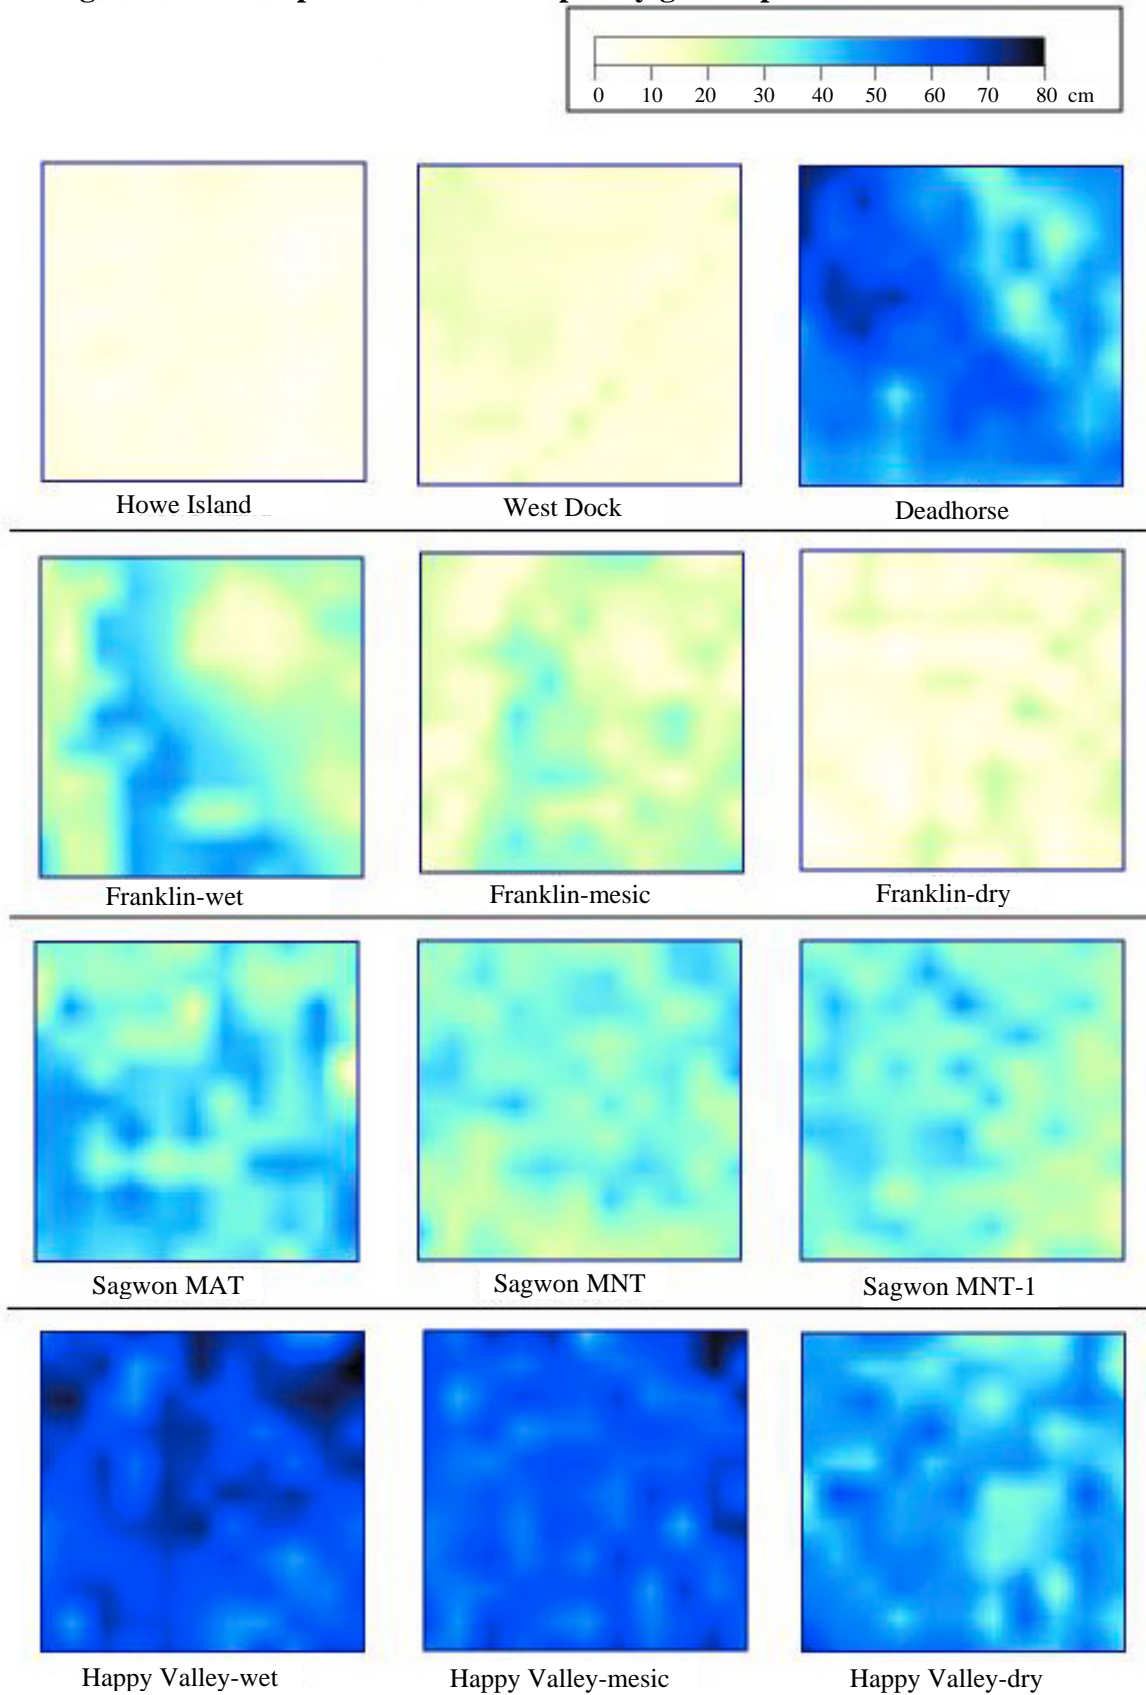 0 10 20 30 40 50 60 70 80 cm
Howe Island West Dock Deadhorse
Franklin-wet Franklin-mesic Franklin-dry
Sagwon MAT Sagwon MNT Sagwon MNT-1
Happy Valley-wet Happy Valley-mesic Happy Valley-dry